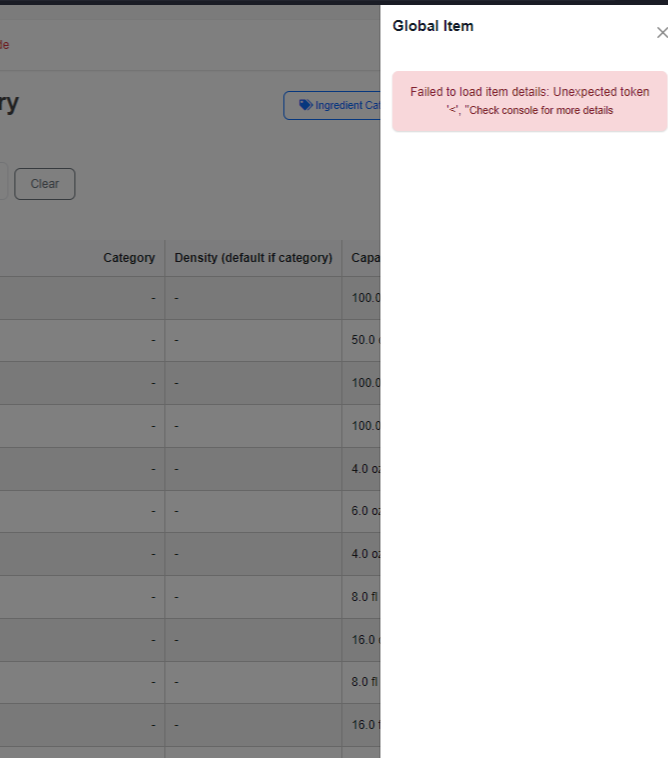 Global Item
de
Failed to load item details: Unexpected token
'<', "Check console for more details
ry
Ingredient Cat
Clear
Category Density (default if category) Capa
- - 100.0
- - 50.0
- - 100.0
- - 100.0
- - 4.0 oz
- - 6.0 oz
- - 4.0 oz
- - 8.0 fl
- - 16.0
- - 8.0 fl
- - 16.0 f